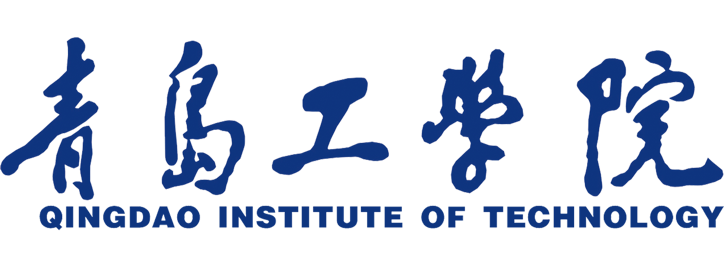 青島工學院
QINGDAO INSTITUTE OF TECHNOLOGY